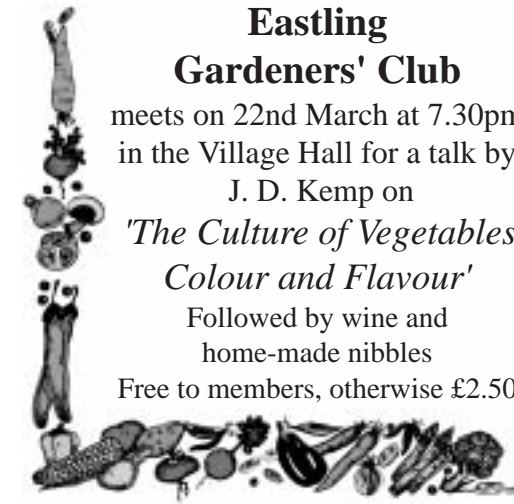 Eastling
Gardeners' Club
meets on 22nd March at 7.30pm
in the Village Hall for a talk by
J. D. Kemp on
'The Culture of Vegetables
Colour and Flavour'
Followed by wine and
home-made nibbles
Free to members, otherwise £2.50